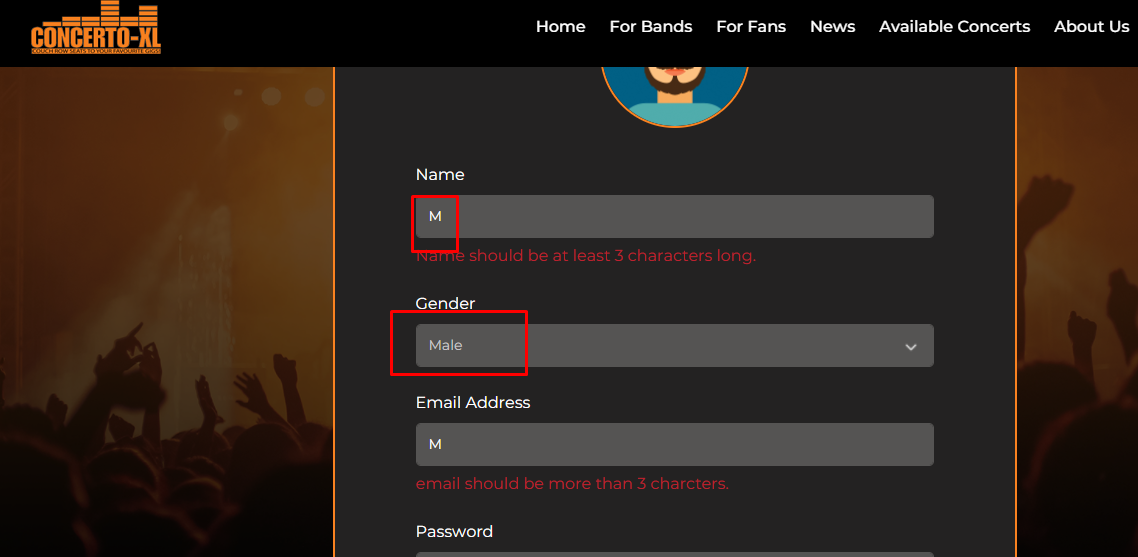 CONCERTO-XL
COUCH ROW SEATS TO YOUR FAVOURITE GIGS!
Home For Bands For Fans News Available Concerts About Us
Name
M
Name should be at least 3 characters long.
Gender
Male
Email Address
M
email should be more than 3 charcters.
Password